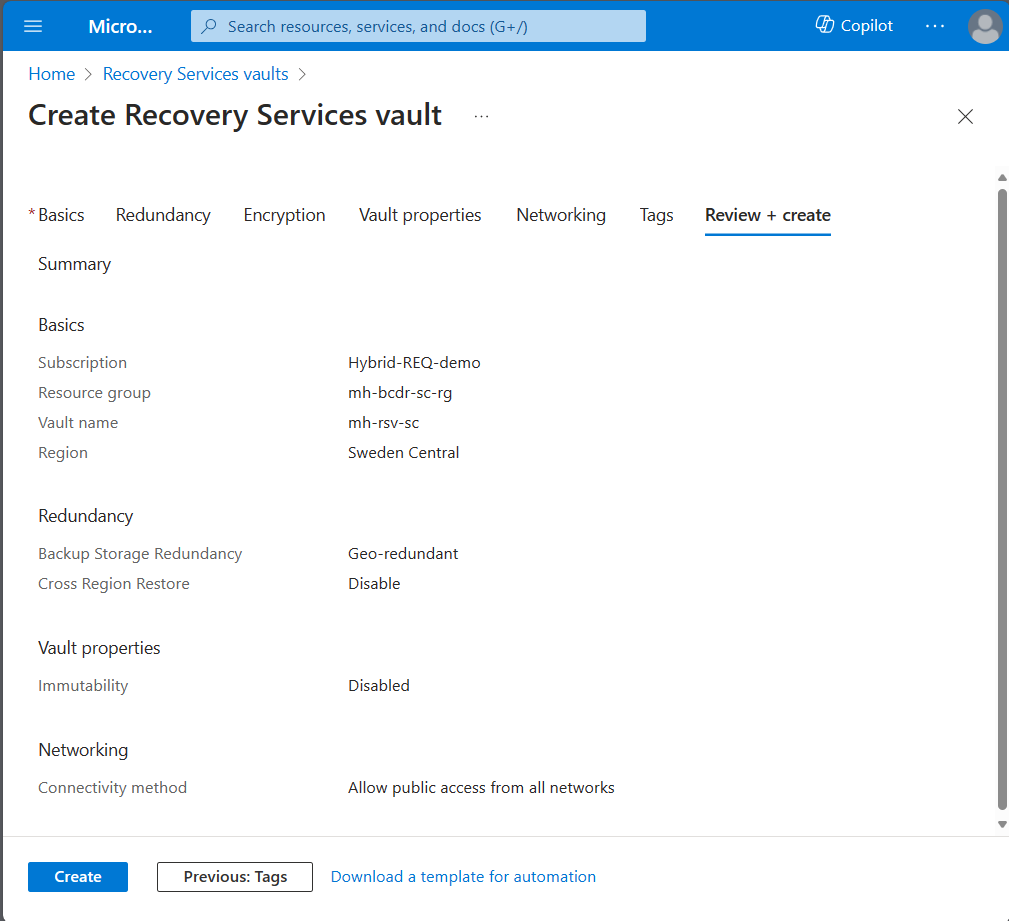 Micro...
Search resources, services, and docs (G+/)
Copilot
...
Home > Recovery Services vaults >
Create Recovery Services vault ...
* Basics Redundancy Encryption Vault properties Networking Tags Review + create
Summary
Basics
Subscription Hybrid-REQ-demo
Resource group mh-bcdr-sc-rg
Vault name mh-rsv-sc
Region Sweden Central
Redundancy
Backup Storage Redundancy Geo-redundant
Cross Region Restore Disable
Vault properties
Immutability Disabled
Networking
Connectivity method Allow public access from all networks
Create Previous: Tags Download a template for automation